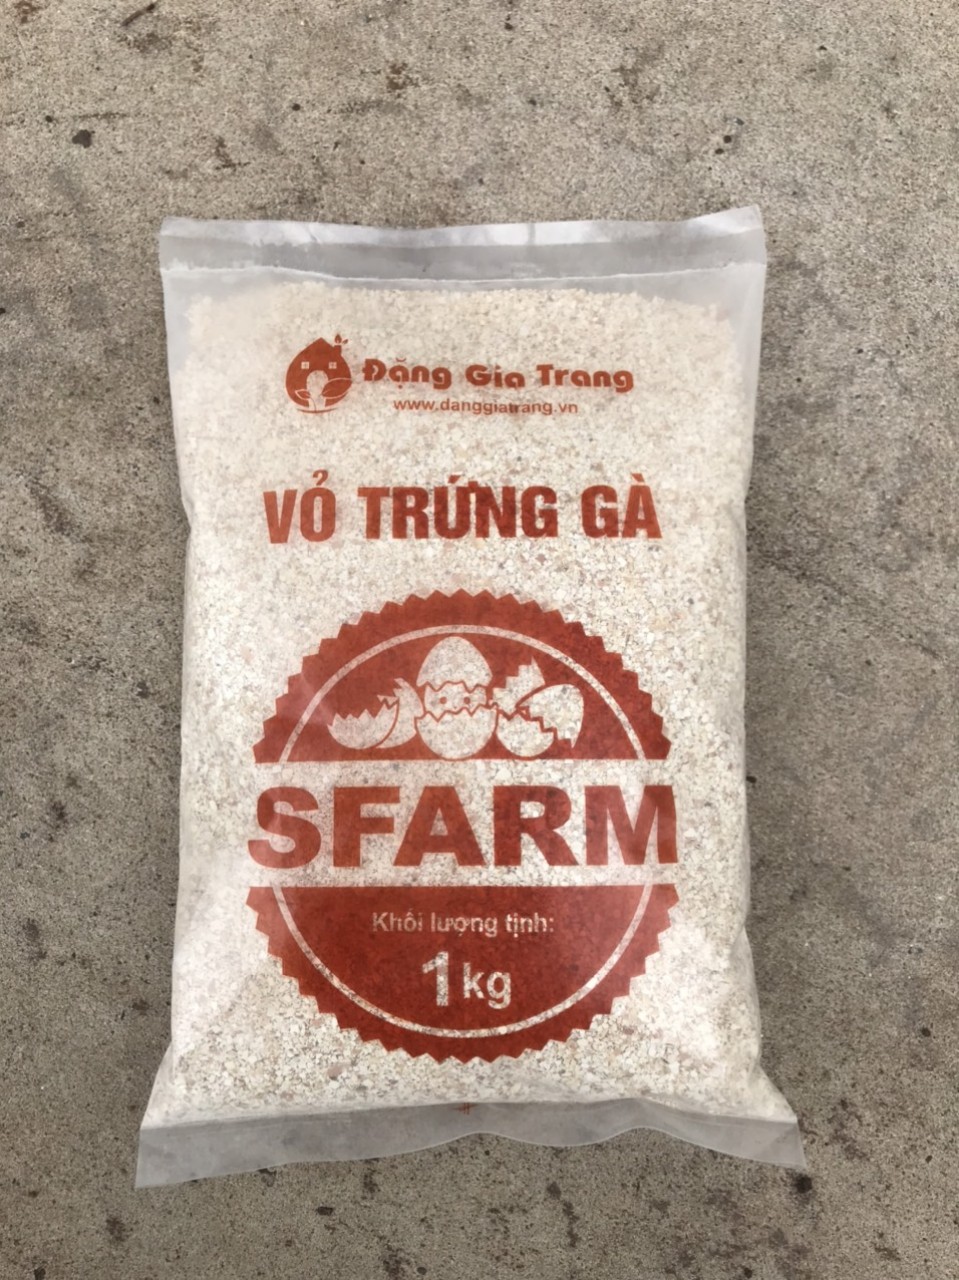 Đặng Gia Trang
www.danggiatrang.vn
VỎ TRỨNG GÀ
SFARM
Khối lượng tịnh:
1kg